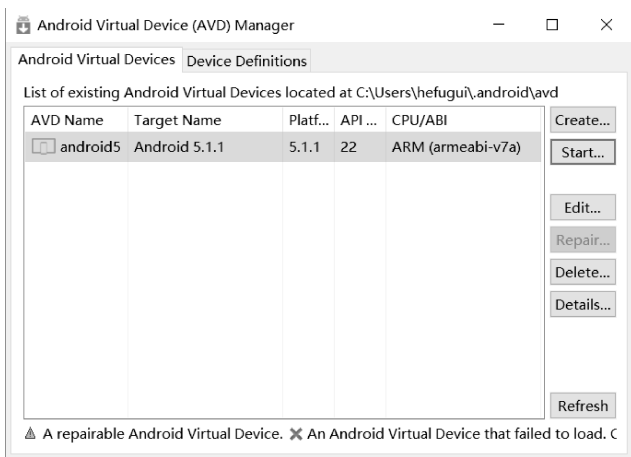 Android Virtual Device (AVD) Manager
Android Virtual Devices Device Definitions
List of existing Android Virtual Devices located at C:\Users\hefugui\.android\avd
AVD Name Target Name Platf... API ... CPU/ABI
android5 Android 5.1.1 5.1.1 22 ARM (armeabi-v7a)
Create...
Start...
Edit...
Repair...
Delete...
Details...
Refresh
A repairable Android Virtual Device. An Android Virtual Device that failed to load. C